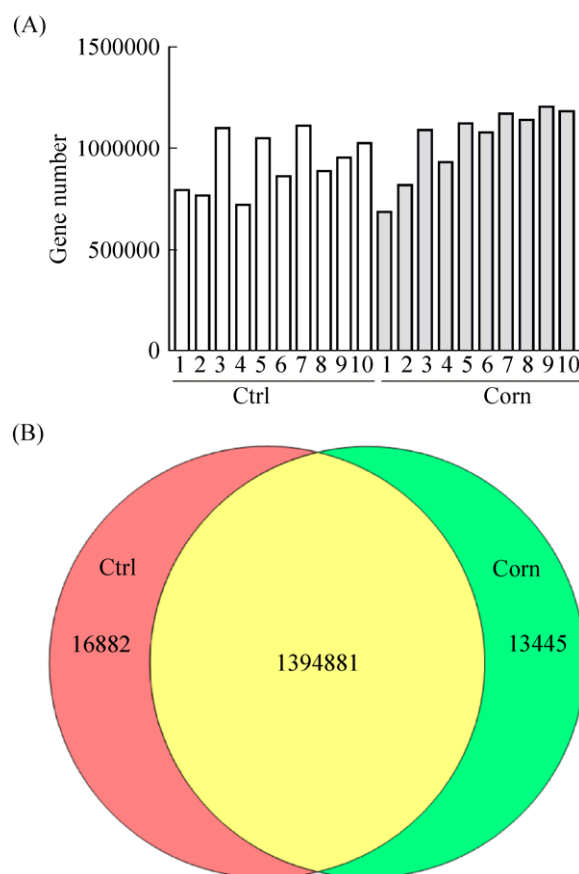 (A)
1500000
1000000
500000
0
Gene number
1 2 3 4 5 6 7 8 9 10 1 2 3 4 5 6 7 8 9 10
Ctrl Corn
(B)
Ctrl Corn
16882 1394881 13445